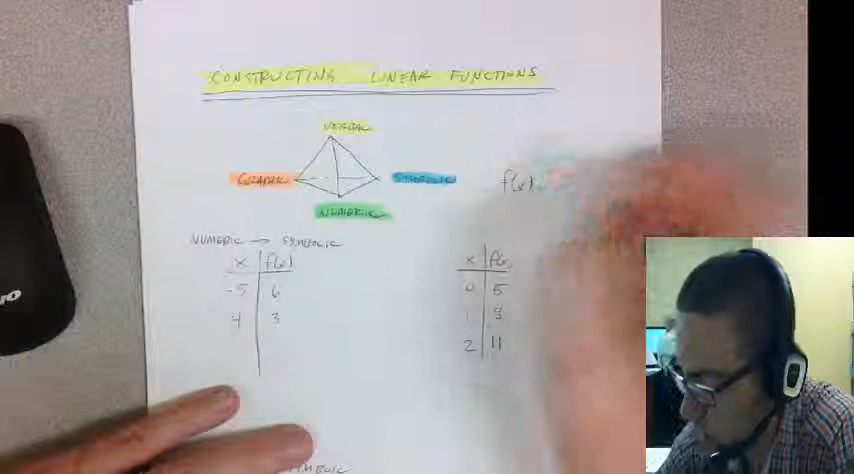 CONSTRUCTING LINEAR FUNCTIONS
VERBAL
GRAPHIC
SYMBOLIC
f(x)=
NUMERIC
NUMERIC → SYMBOLIC
x f(x)
-5 6
4 3
x f(x)
0 5
1 8
2 11